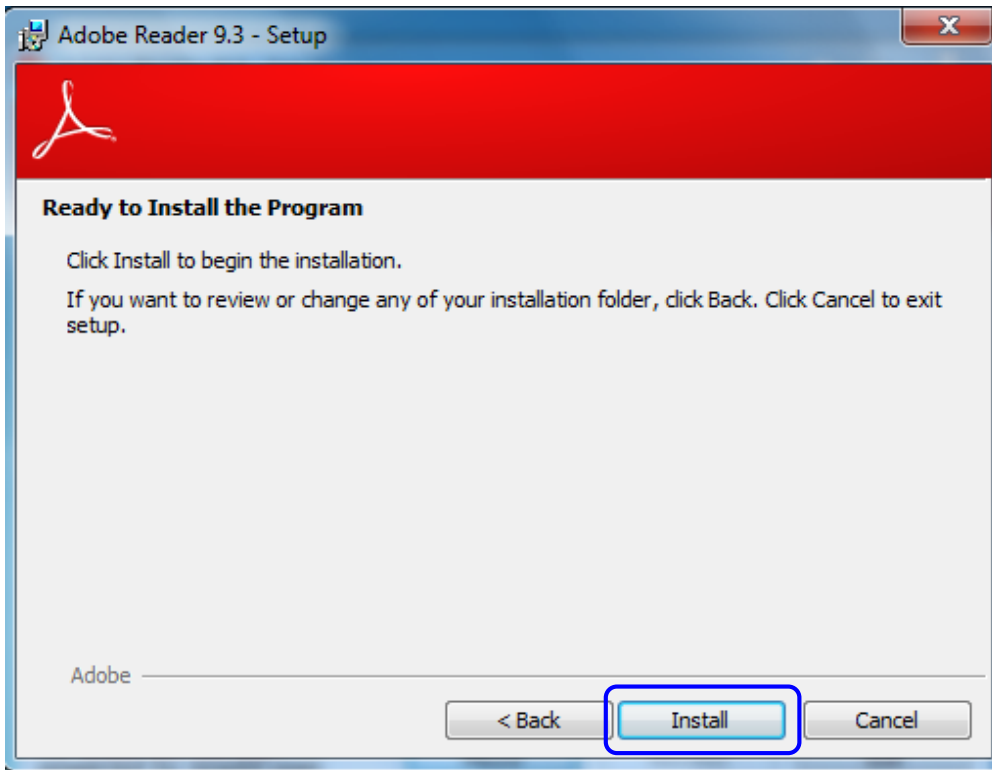 Adobe Reader 9.3 - Setup
Ready to Install the Program
Click Install to begin the installation.
If you want to review or change any of your installation folder, click Back. Click Cancel to exit
setup.
Adobe
< Back Install Cancel